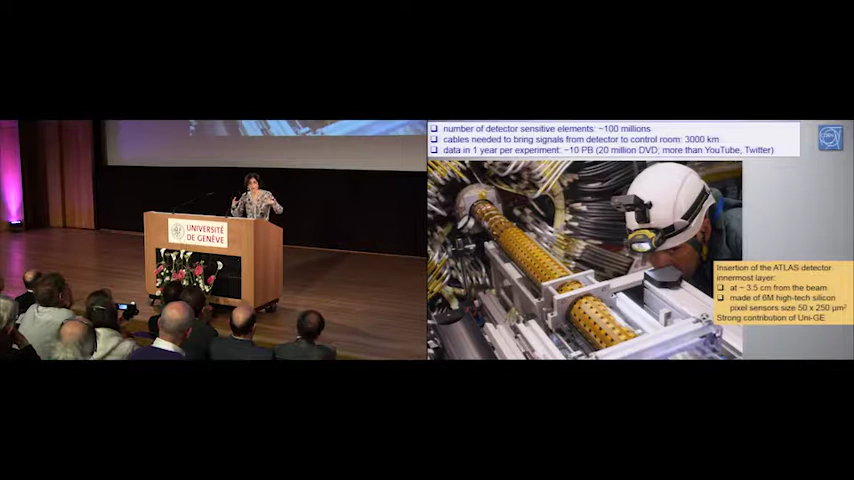 UNIVERSITÉ
DE GENÈVE
number of detector sensitive elements: ~100 millions
cables needed to bring signals from detector to control room: 3000 km
data in 1 year per experiment: ~10 PB (20 million DVD; more than YouTube, Twitter)
CERN
Insertion of the ATLAS detector
innermost layer:
at ~ 3.5 cm from the beam
made of 6M high-tech silicon
pixel sensors size 50 x 250 µm²
Strong contribution of Uni-GE